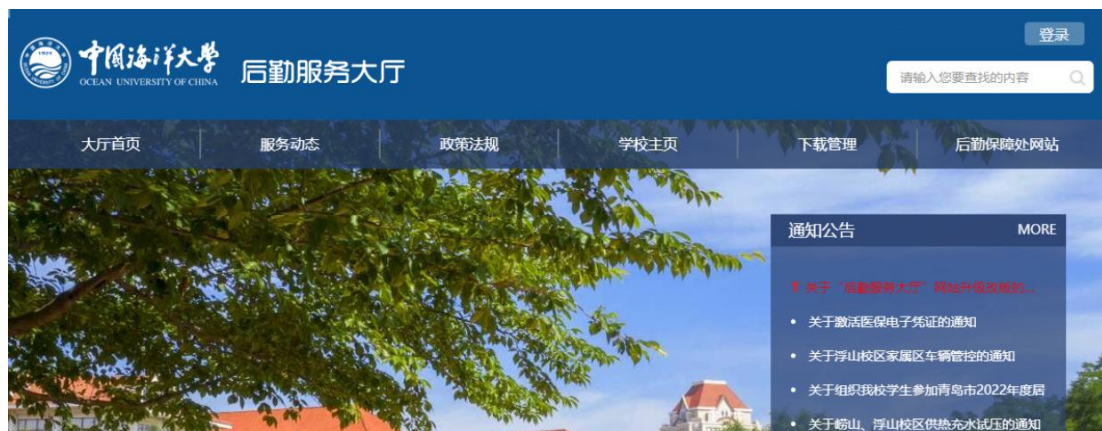 登录
中国海洋大学
OCEAN UNIVERSITY OF CHINA
后勤服务大厅
请输入您要查找的内容
大厅首页 服务动态 政策法规 学校主页 下载管理 后勤保障处网站
通知公告 MORE
关于“后勤服务大厅”网站升级改版的...
• 关于激活医保电子凭证的通知
• 关于浮山校区家属区车辆管控的通知
• 关于组织我校学生参加青岛市2022年度居
• 关于崂山、浮山校区供热充水试压的通知